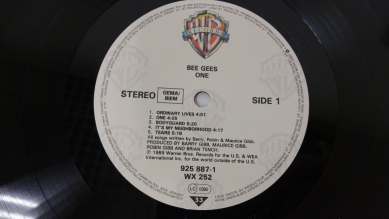 WB
RECORDS
BEE GEES
ONE
STEREO
GEMA/
BIEM
SIDE 1
1. ORDINARY LIVES 4:01
2. ONE 4:55
3. BODYGUARD 5:20
4. IT'S MY NEIGHBORHOOD 4:17
5. TEARS 5:18
All songs written by Barry, Robin & Maurice Gibb.
PRODUCED BY BARRY GIBB, MAURICE GIBB,
ROBIN GIBB AND BRIAN TENCH.
℗ 1989 Warner Bros. Records for the U.S. & WEA
International Inc. for the world outside of the U.S.
925 887-1
WX 252
LC 0392
33